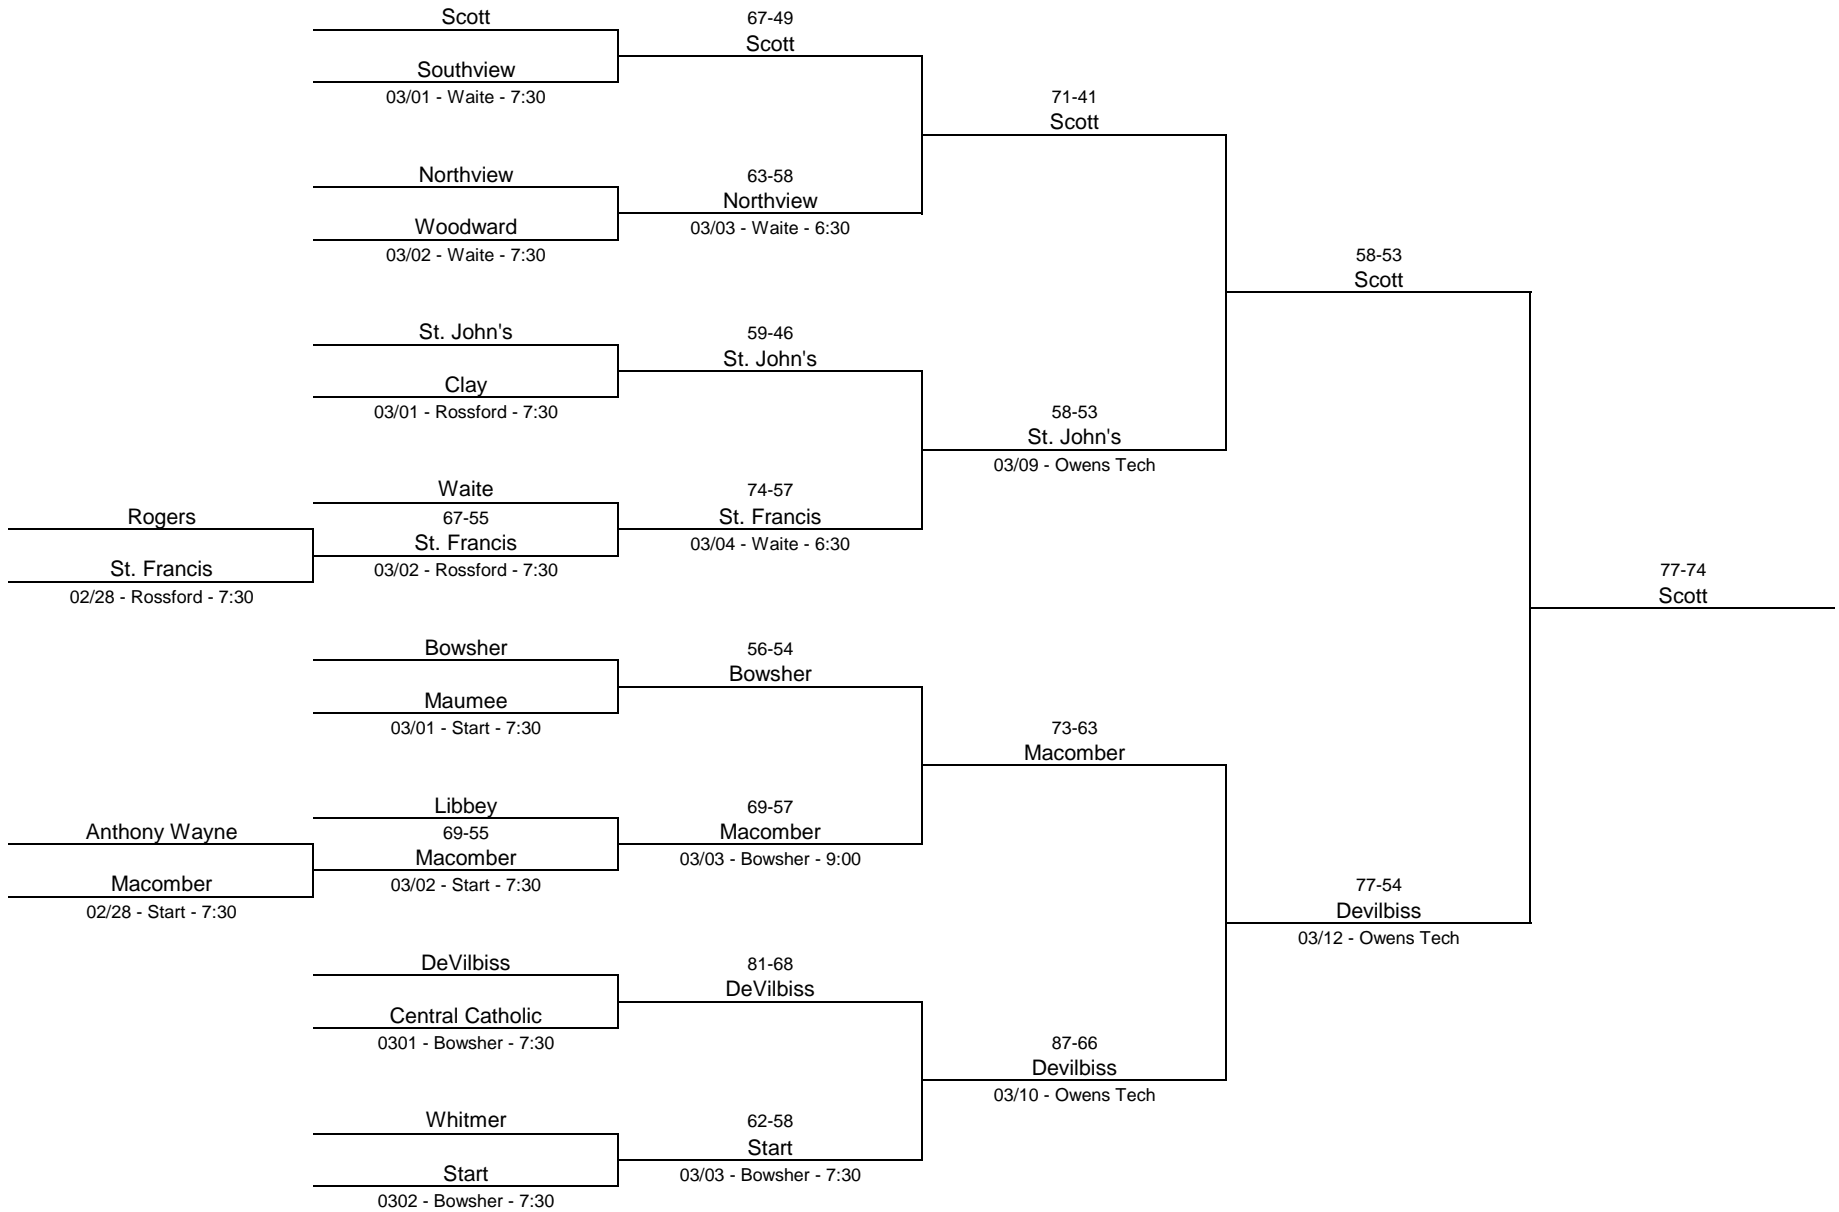 Scott
67-49
Scott
Southview
03/01 - Waite - 7:30
71-41
Scott
Northview
63-58
Northview
Woodward
03/03 - Waite - 6:30
03/02 - Waite - 7:30
58-53
Scott
St. John's
59-46
St. John's
Clay
03/01 - Rossford - 7:30
58-53
St. John's
03/09 - Owens Tech
Waite
74-57
Rogers
67-55
St. Francis
St. Francis
03/04 - Waite - 6:30
St. Francis
03/02 - Rossford - 7:30
02/28 - Rossford - 7:30
77-74
Scott
Bowsher
56-54
Bowsher
Maumee
03/01 - Start - 7:30
73-63
Macomber
Libbey
69-57
Anthony Wayne
69-55
Macomber
Macomber
03/03 - Bowsher - 9:00
Macomber
03/02 - Start - 7:30
02/28 - Start - 7:30
77-54
Devilbiss
03/12 - Owens Tech
DeVilbiss
81-68
DeVilbiss
Central Catholic
0301 - Bowsher - 7:30
87-66
Devilbiss
03/10 - Owens Tech
Whitmer
62-58
Start
Start
03/03 - Bowsher - 7:30
0302 - Bowsher - 7:30